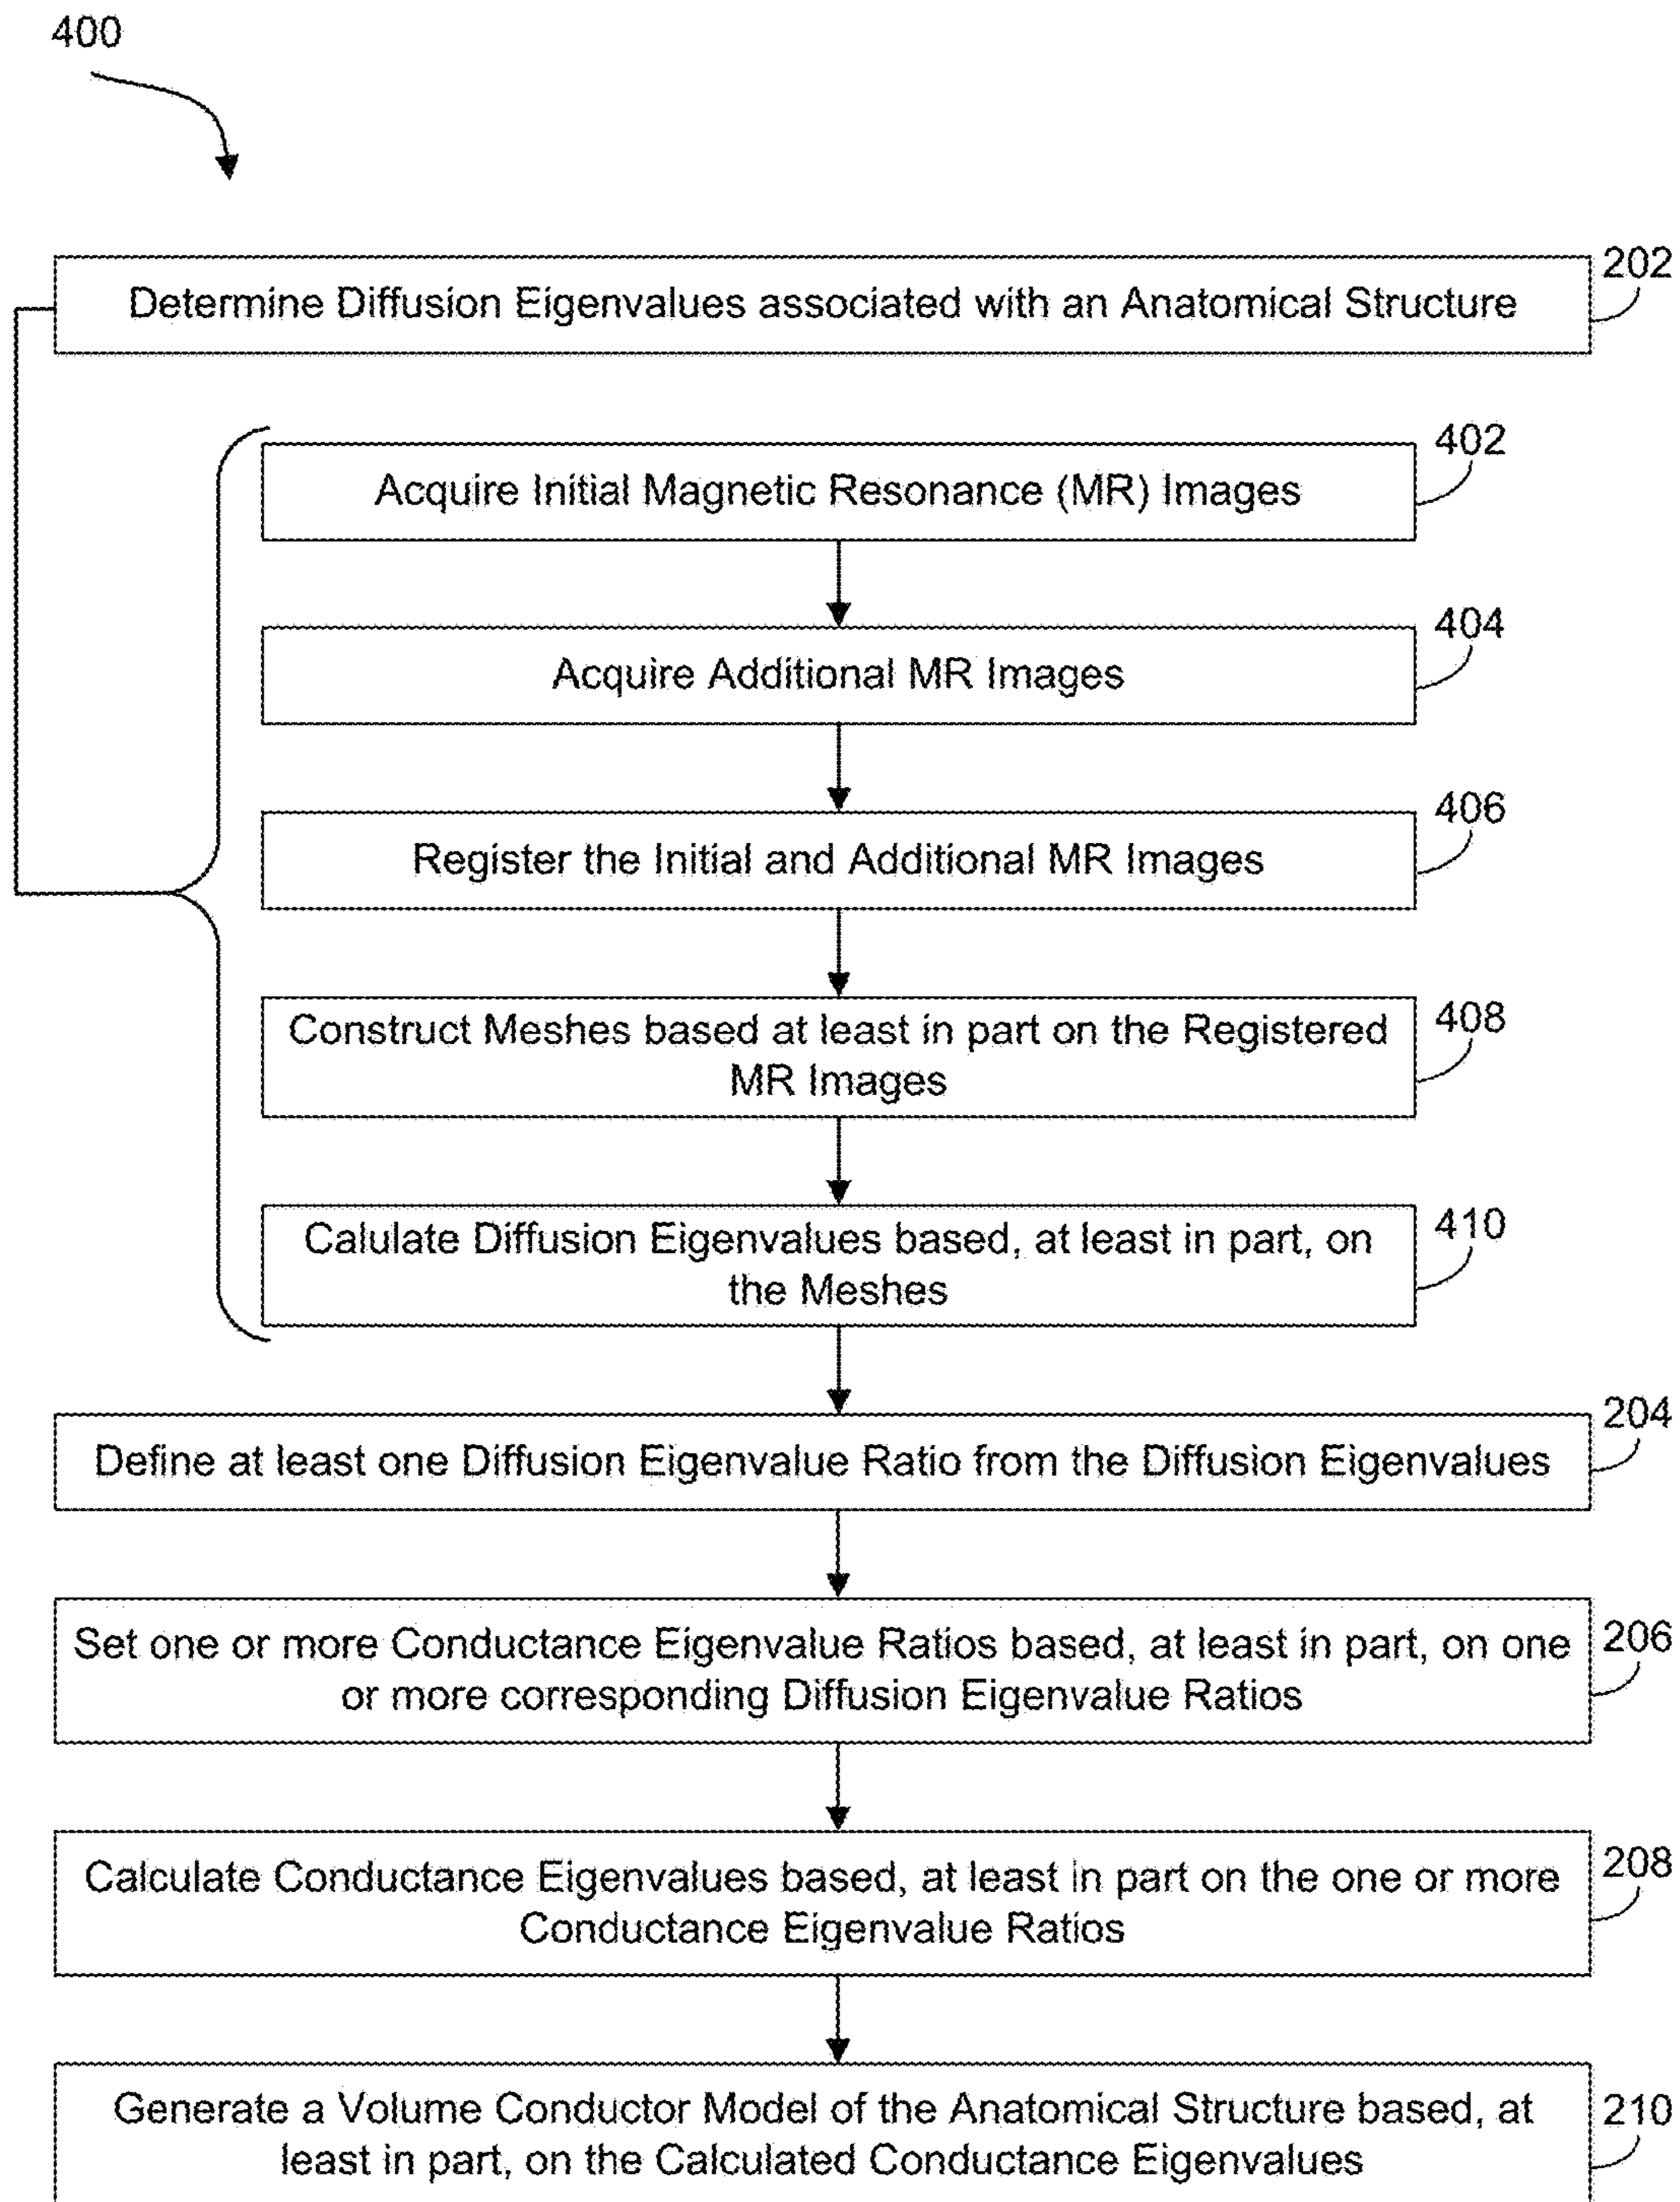 400
202
Determine Diffusion Eigenvalues associated with an Anatomical Structure
402
Acquire Initial Magnetic Resonance (MR) Images
404
Acquire Additional MR Images
406
Register the Initial and Additional MR Images
408
Construct Meshes based at least in part on the Registered
MR Images
410
Calulate Diffusion Eigenvalues based, at least in part, on
the Meshes
204
Define at least one Diffusion Eigenvalue Ratio from the Diffusion Eigenvalues
206
Set one or more Conductance Eigenvalue Ratios based, at least in part, on one
or more corresponding Diffusion Eigenvalue Ratios
208
Calculate Conductance Eigenvalues based, at least in part on the one or more
Conductance Eigenvalue Ratios
210
Generate a Volume Conductor Model of the Anatomical Structure based, at
least in part, on the Calculated Conductance Eigenvalues